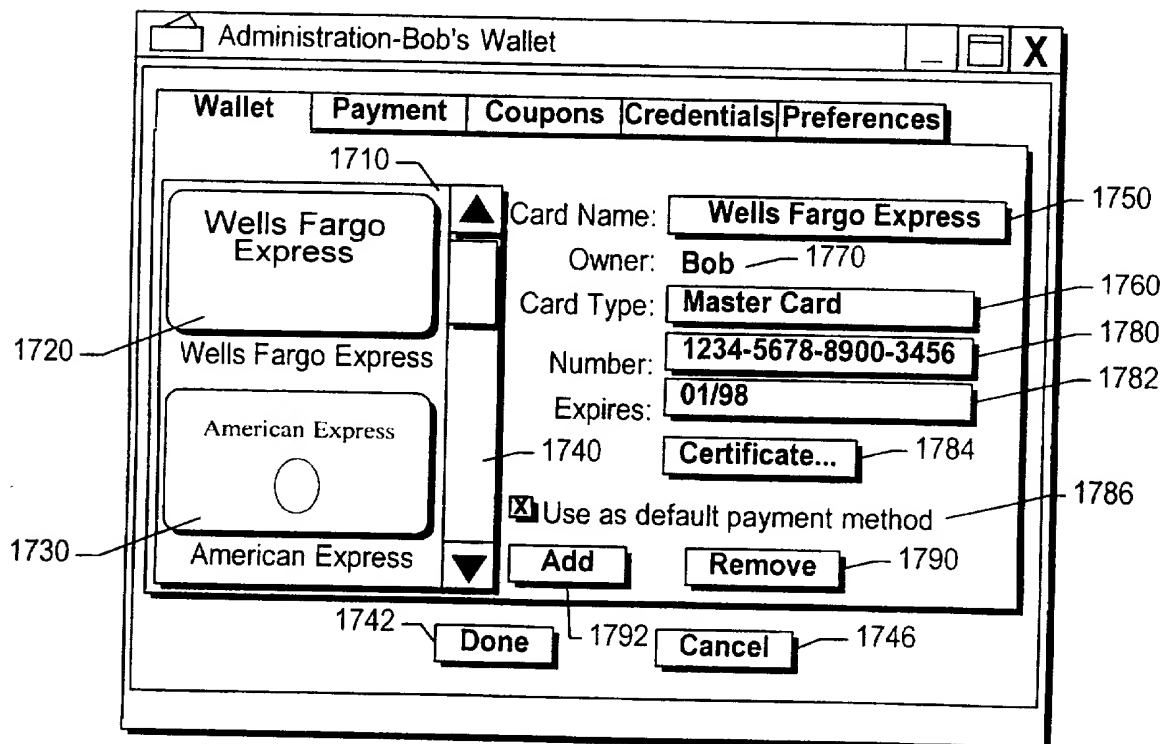 Administration-Bob's Wallet
_ X
Wallet Payment Coupons Credentials Preferences
1710
Wells Fargo
Express
1720
Wells Fargo Express
American Express
1730
American Express
1740
Card Name: Wells Fargo Express 1750
Owner: Bob 1770
Card Type: Master Card 1760
Number: 1234-5678-8900-3456 1780
Expires: 01/98 1782
Certificate... 1784
X Use as default payment method 1786
Add 1792
Remove 1790
1742 Done
Cancel 1746